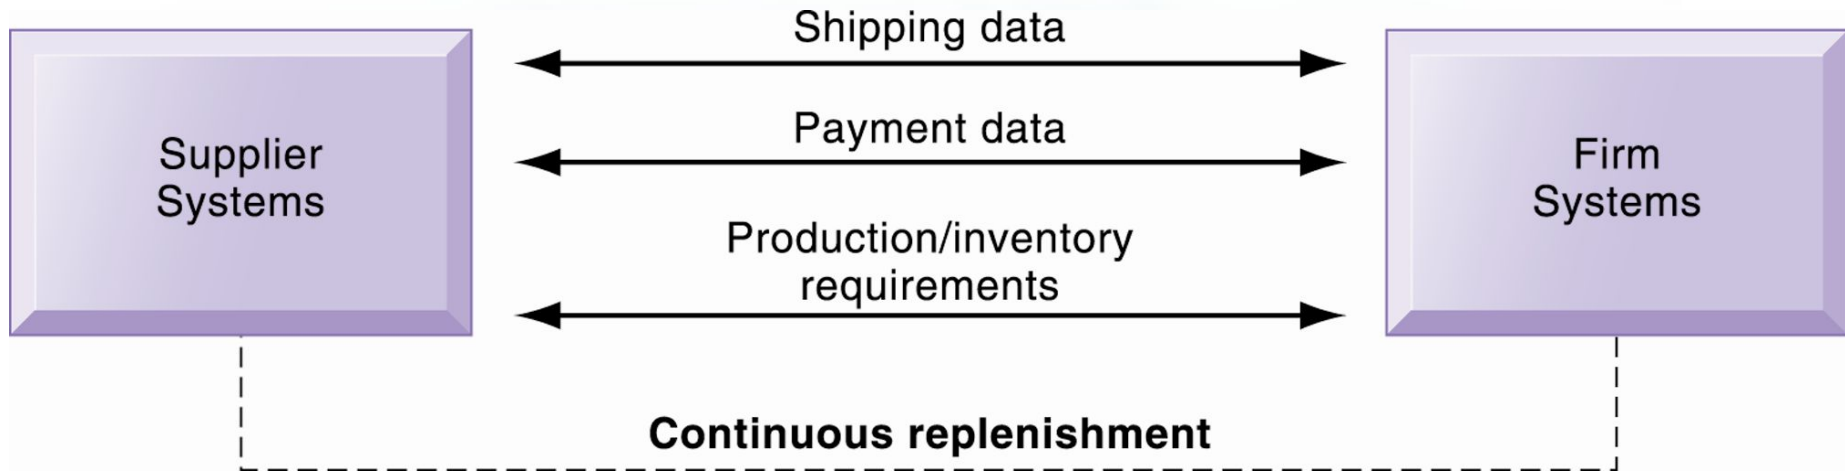 Shipping data
Payment data
Supplier
Systems
Firm
Systems
Production/inventory
requirements
Continuous replenishment